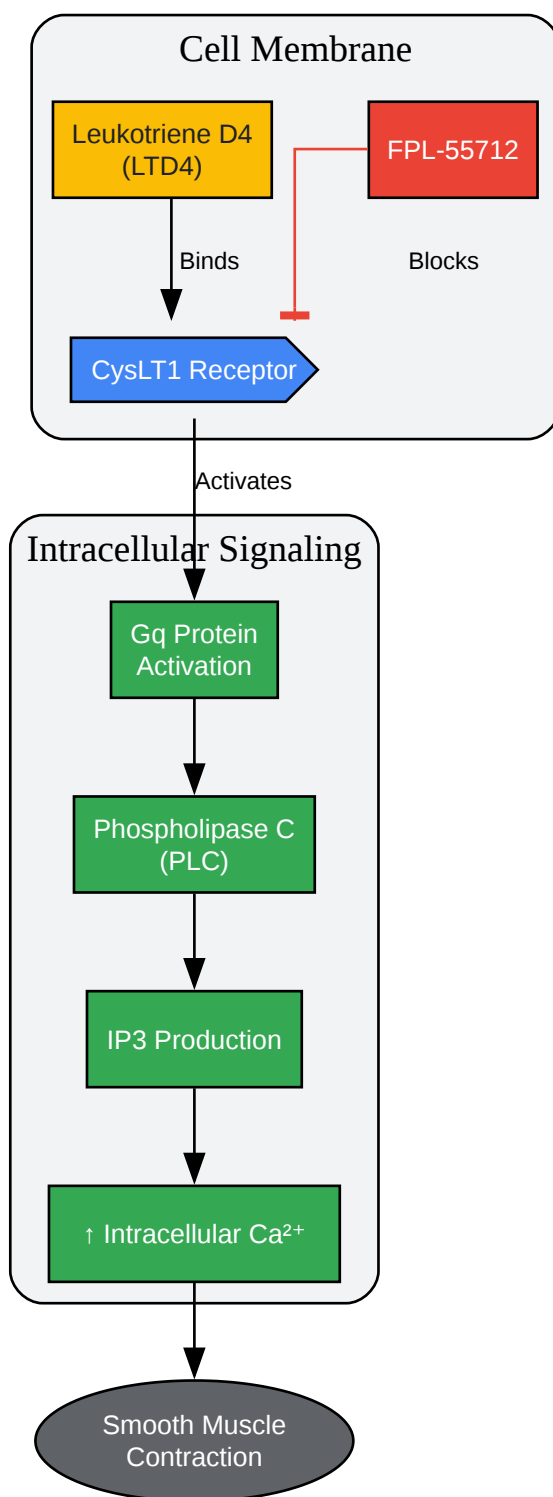 Cell Membrane
Leukotriene D4
(LTD4)
FPL-55712
Binds
Blocks
CysLT1 Receptor
Activates
Intracellular Signaling
Gq Protein
Activation
Phospholipase C
(PLC)
IP3 Production
↑ Intracellular Ca²⁺
Smooth Muscle
Contraction